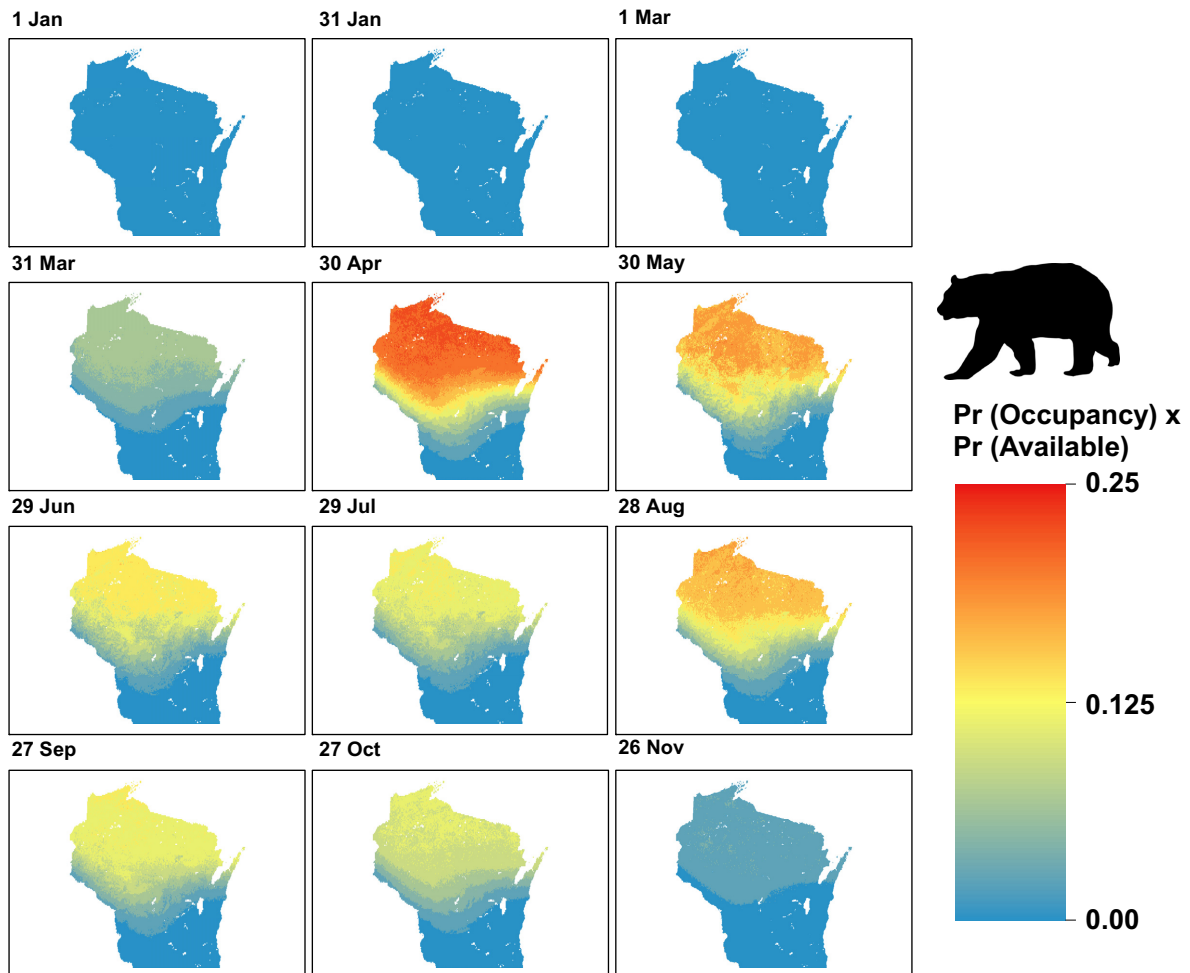 1 Jan
31 Jan
1 Mar
31 Mar
30 Apr
30 May
29 Jun
29 Jul
28 Aug
27 Sep
27 Oct
26 Nov
Pr (Occupancy) x
Pr (Available)
0.25
0.125
0.00